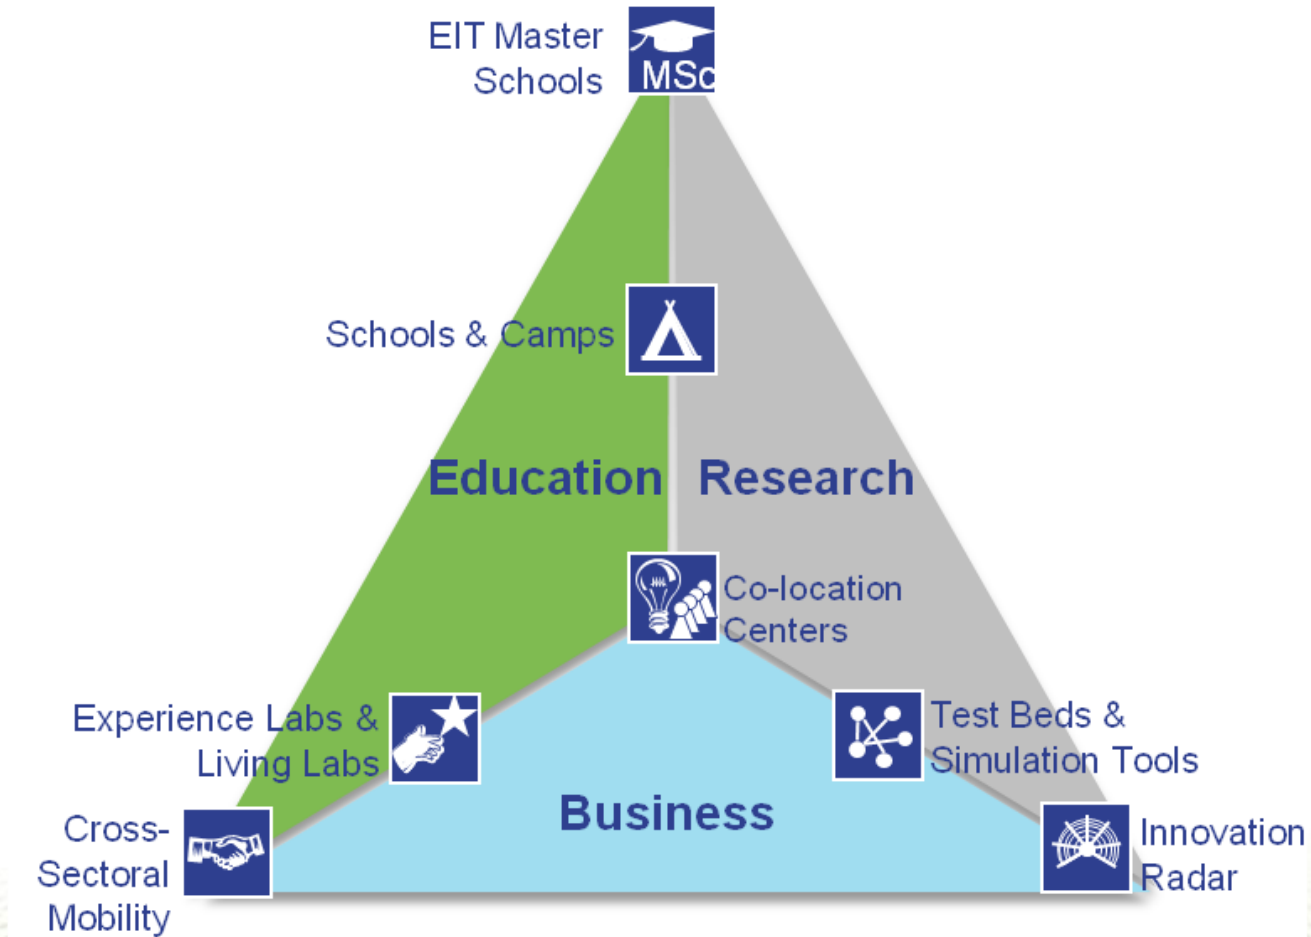 EIT Master
Schools
MSc
Schools & Camps
Education
Research
Co-location
Centers
Experience Labs &
Living Labs
Test Beds &
Simulation Tools
Business
Cross-
Sectoral
Mobility
Innovation
Radar